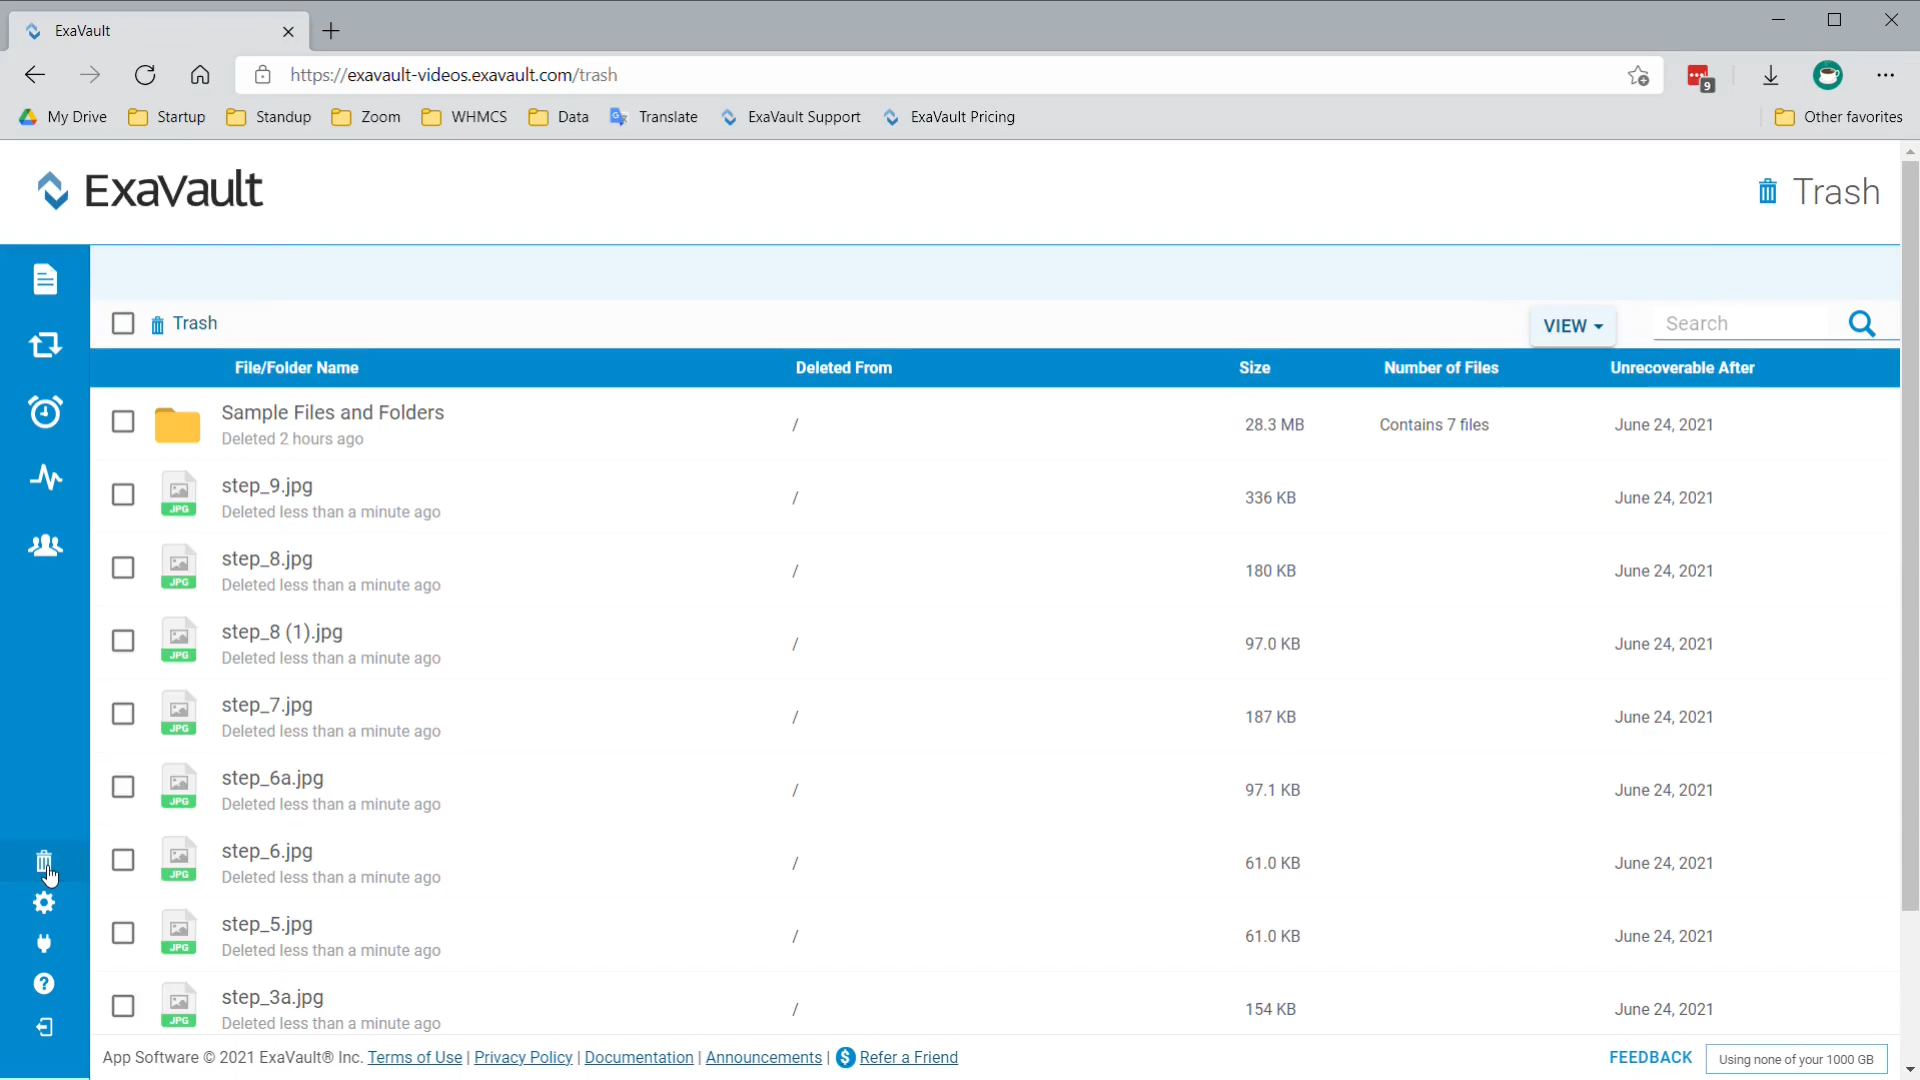 ExaVault
https://exavault-videos.exavault.com/trash
9
My Drive Startup Standup Zoom WHMCS Data Translate ExaVault Support ExaVault Pricing Other favorites
ExaVault
Trash
Trash
VIEW
Search
File/Folder Name Deleted From Size Number of Files Unrecoverable After
Sample Files and Folders
Deleted 2 hours ago
/ 28.3 MB Contains 7 files June 24, 2021
JPG
step_9.jpg
Deleted less than a minute ago
/ 336 KB June 24, 2021
JPG
step_8.jpg
Deleted less than a minute ago
/ 180 KB June 24, 2021
JPG
step_8 (1).jpg
Deleted less than a minute ago
/ 97.0 KB June 24, 2021
JPG
step_7.jpg
Deleted less than a minute ago
/ 187 KB June 24, 2021
JPG
step_6a.jpg
Deleted less than a minute ago
/ 97.1 KB June 24, 2021
JPG
step_6.jpg
Deleted less than a minute ago
/ 61.0 KB June 24, 2021
JPG
step_5.jpg
Deleted less than a minute ago
/ 61.0 KB June 24, 2021
JPG
step_3a.jpg
Deleted less than a minute ago
/ 154 KB June 24, 2021
App Software © 2021 ExaVault® Inc. Terms of Use | Privacy Policy | Documentation | Announcements | $ Refer a Friend
FEEDBACK
Using none of your 1000 GB